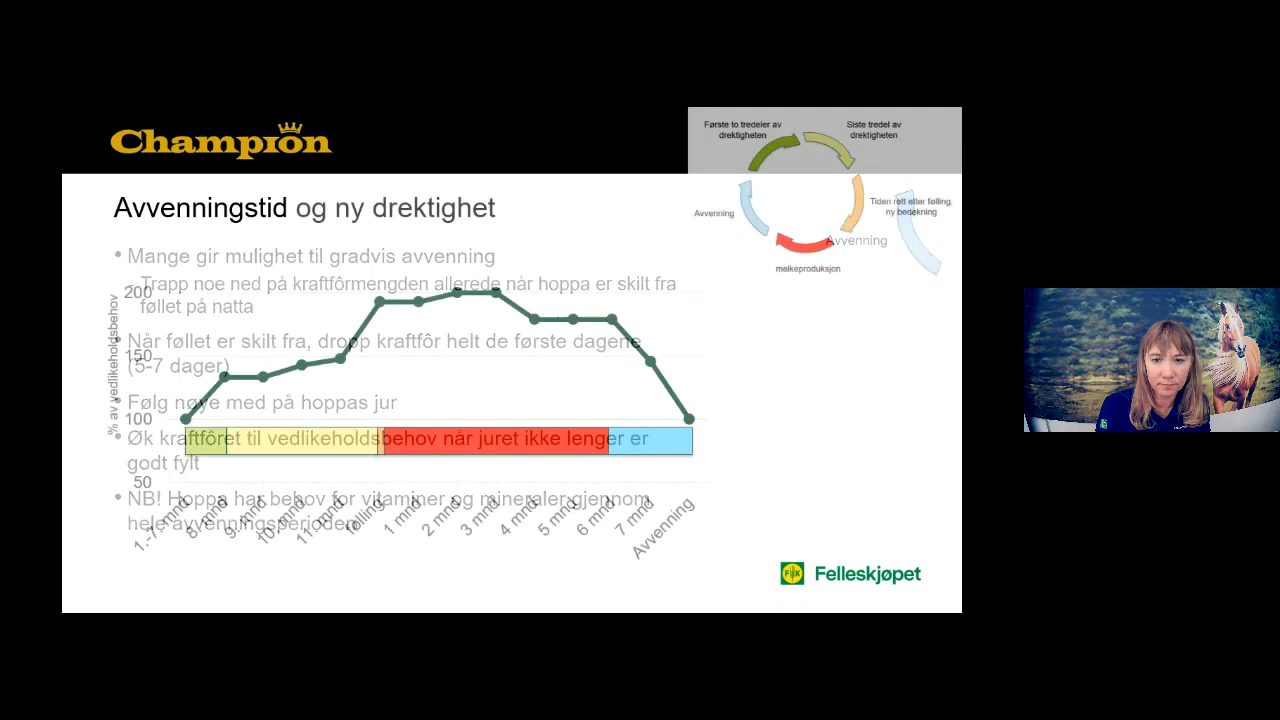 Champion
Første to tredeler av
drektigheten
Siste tredel av
drektigheten
Tiden rett etter følling,
ny bedekning
Avvenning
Avvenning
melkeproduksjon
Avvenningstid og ny drektighet
• Mange gir mulighet til gradvis avvenning
Trapp noe ned på kraftfôrmengden allerede når hoppa er skilt fra
føllet på natta
• Når føllet er skilt fra, dropp kraftfôr helt de første dagene
(5-7 dager)
• Følg nøye med på hoppas jur
• Øk kraftfôret til vedlikeholdsbehov når juret ikke lenger er
godt fylt
• NB! Hoppa har behov for vitaminer og mineraler gjennom
hele avvenningsperioden
% av vedlikeholdsbehov
200
150
100
50
1.-7. mnd
8. mnd
9. mnd
10. mnd
11. mnd
følling
1 mnd
2 mnd
3 mnd
4 mnd
5 mnd
6 mnd
7 mnd
Avvenning
FK Felleskjøpet